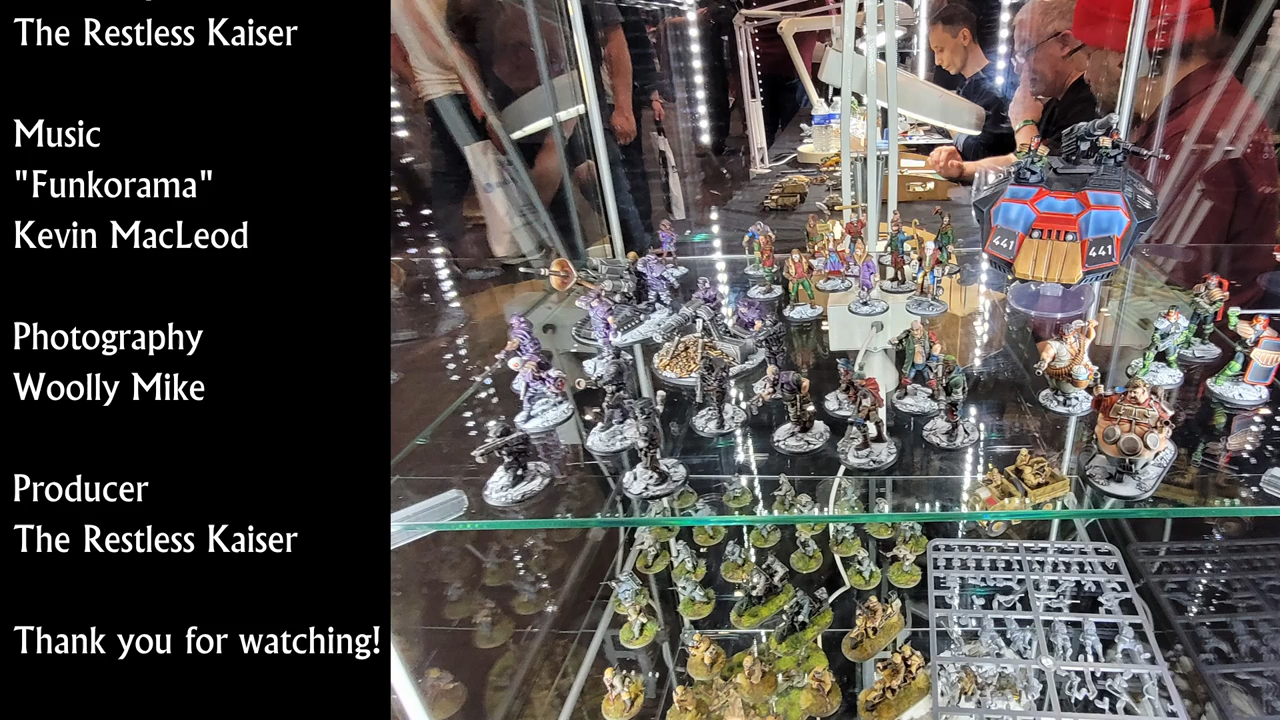 The Restless Kaiser
Music
"Funkorama"
Kevin MacLeod
Photography
Woolly Mike
Producer
The Restless Kaiser
Thank you for watching!
441
441